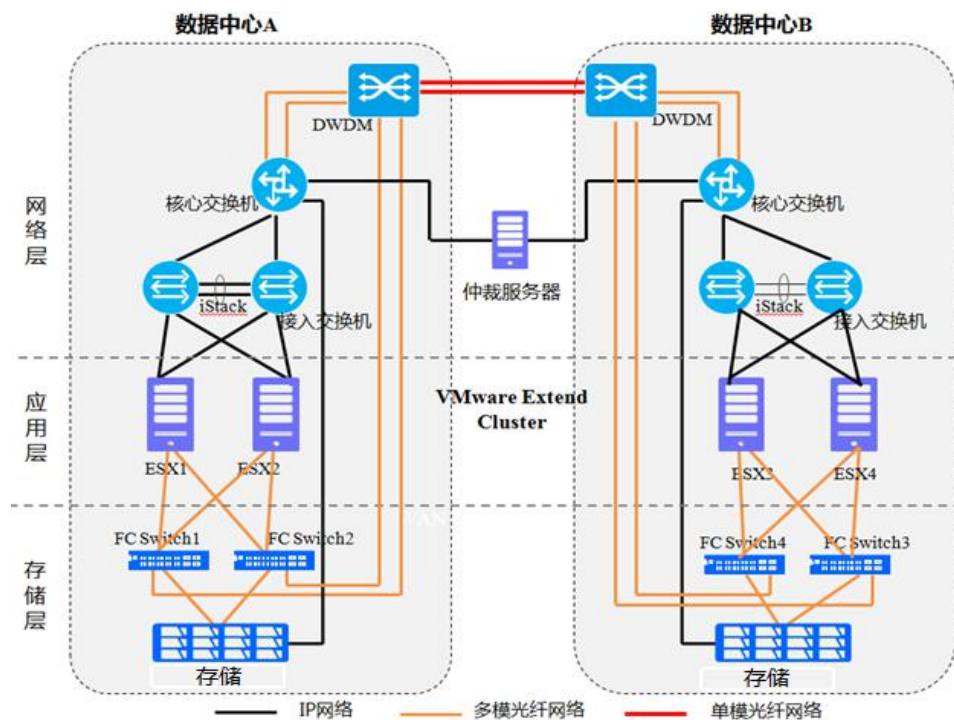 数据中心A
数据中心B
DWDM
DWDM
核心交换机
核心交换机
网络层
仲裁服务器
iStack
接入交换机
iStack
接入交换机
应用层
VMware Extend
Cluster
ESX1
ESX2
ESX3
ESX4
存储层
FC Switch1
FC Switch2
FC Switch4
FC Switch3
存储
存储
IP网络
多模光纤网络
单模光纤网络